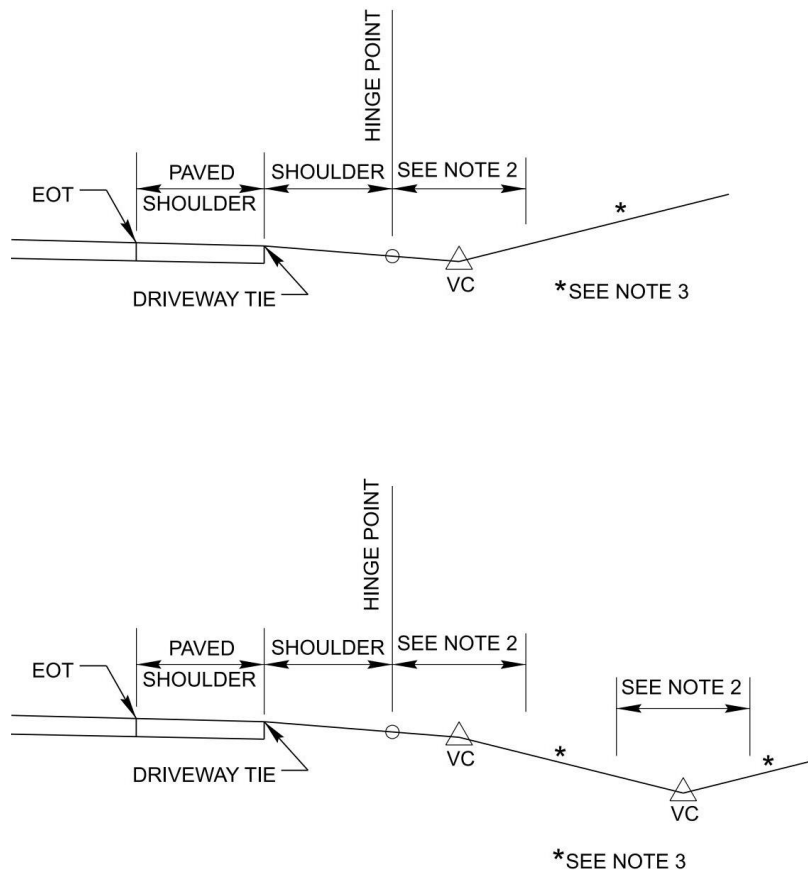 HINGE POINT
PAVED
SHOULDER
SHOULDER
SEE NOTE 2
EOT
*
DRIVEWAY TIE
VC
*SEE NOTE 3
HINGE POINT
PAVED
SHOULDER
SHOULDER
SEE NOTE 2
EOT
SEE NOTE 2
DRIVEWAY TIE
VC
*
*
VC
*SEE NOTE 3